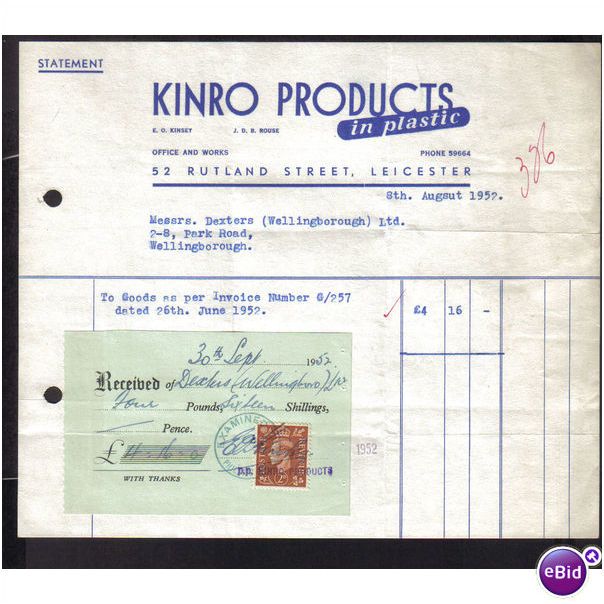 STATEMENT
KINRO PRODUCTS
in plastic
E. O. KINSEY J. D. B. ROUSE
OFFICE AND WORKS PHONE 59664
52 RUTLAND STREET, LEICESTER
386
8th. Augsut 1952.
Messrs. Dexters (Wellingborough) Ltd.
2-8, Park Road,
Wellingborough.
To Goods as per Invoice Number G/257
dated 26th. June 1952.
£4 16 -
30th Sept 1952
Received of Dexters (Wellingboro) Ltd
Four Pounds, Sixteen Shillings,
Pence.
EXAMINED
£ 4-16-0
1952
p.p. KINRO PRODUCTS
WITH THANKS
eBid